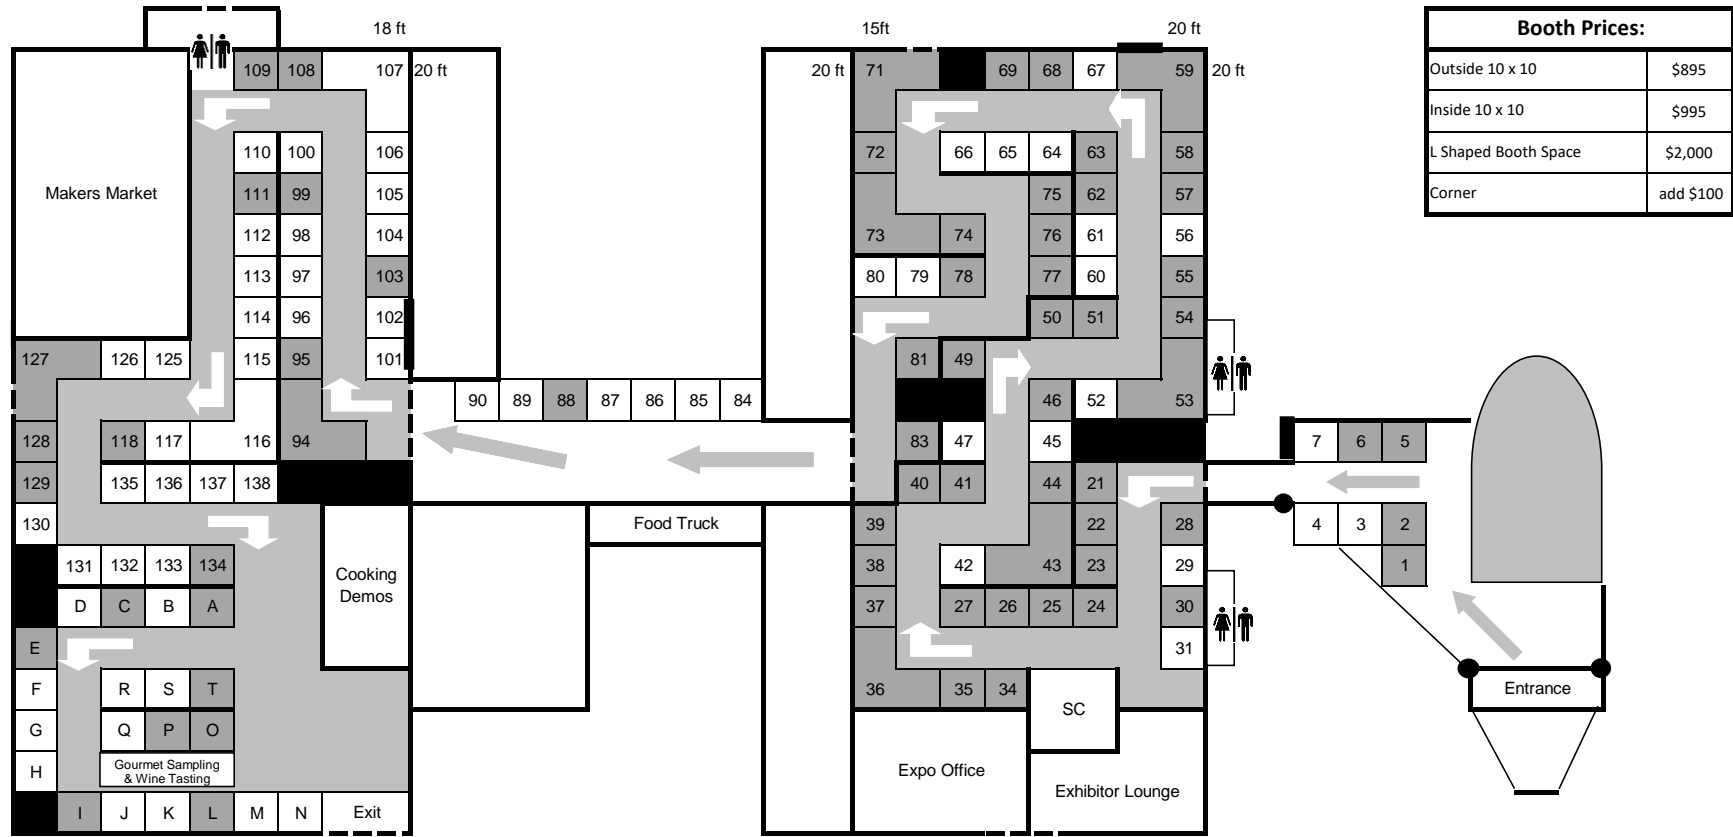 18 ft
15ft
20 ft
Booth Prices:
109 108 107 20 ft
20 ft 71 69 68 67 59 20 ft
Outside 10 x 10 $895
Inside 10 x 10 $995
110 100 106
72 66 65 64 63 58
L Shaped Booth Space $2,000
Makers Market
111 99 105
75 62 57
Corner add $100
112 98 104
73 74 76 61 56
113 97 103
80 79 78 77 60 55
114 96 102
50 51 54
127 126 125 115 95 101
81 49
90 89 88 87 86 85 84
46 52 53
128 118 117 116 94
83 47 45
7 6 5
129 135 136 137 138
40 41 44 21
130
Food Truck
39 22 28
4 3 2
131 132 133 134
Cooking
Demos
38 42 43 23 29
1
D C B A
37 27 26 25 24 30
E
31
F R S T
36 35 34
Entrance
SC
G Q P O
H
Gourmet Sampling
& Wine Tasting
Expo Office
Exhibitor Lounge
I J K L M N Exit